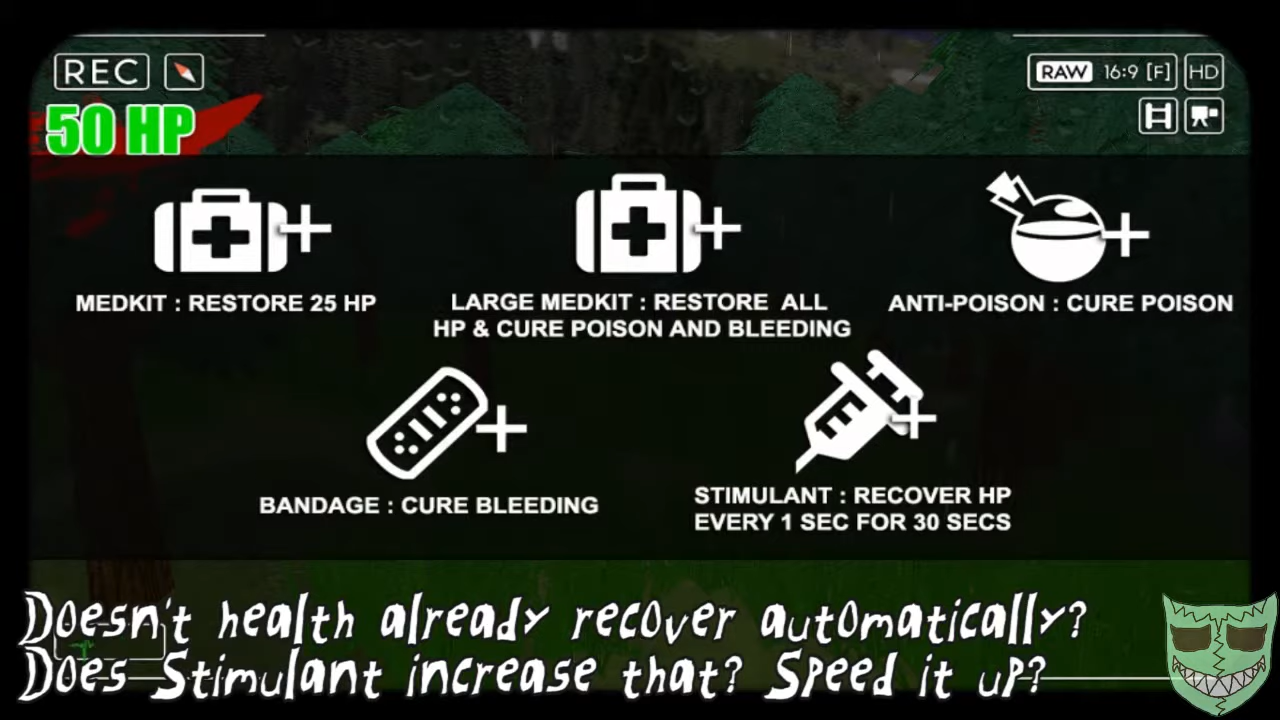 REC
RAW 16:9 [F] HD
50 HP
MEDKIT : RESTORE 25 HP
LARGE MEDKIT : RESTORE ALL
HP & CURE POISON AND BLEEDING
ANTI-POISON : CURE POISON
BANDAGE : CURE BLEEDING
STIMULANT : RECOVER HP
EVERY 1 SEC FOR 30 SECS
Doesn't health already recover automatically?
Does Stimulant increase that? Speed it up?